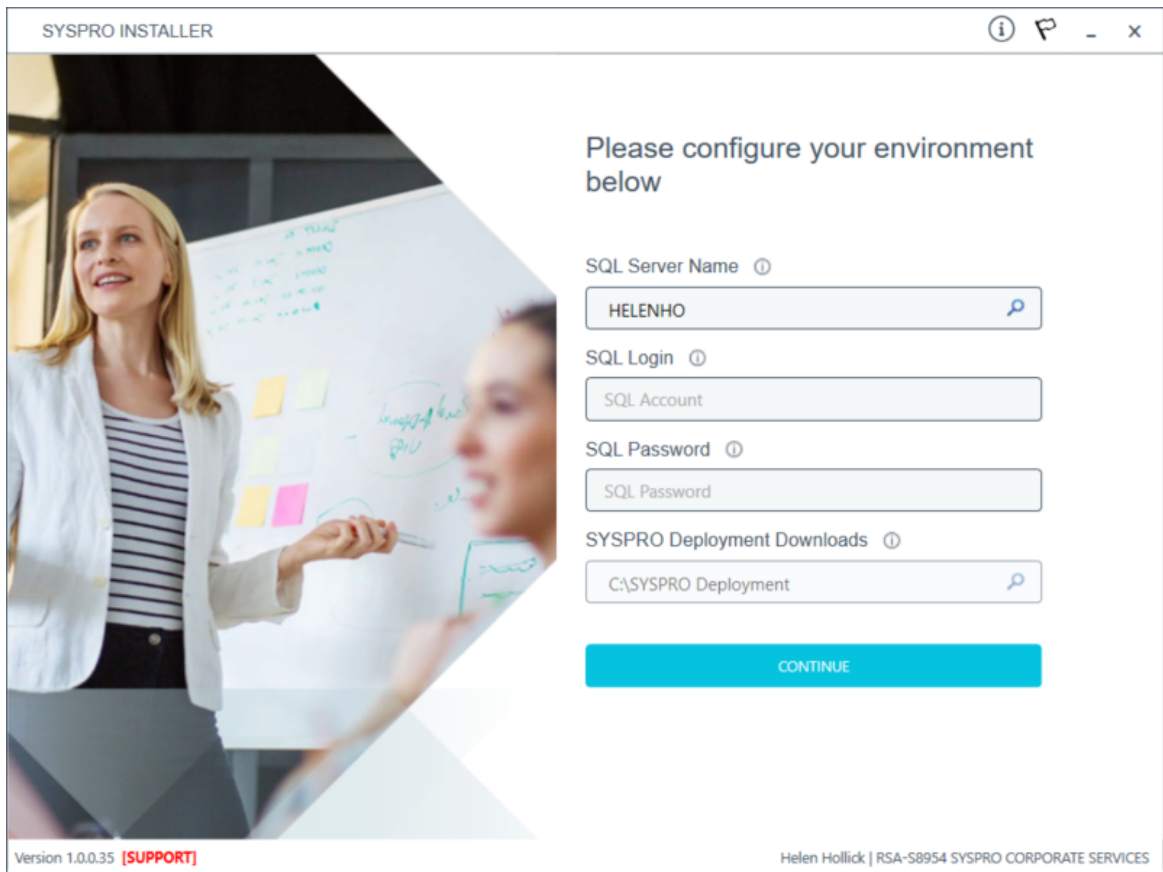 SYSPRO INSTALLER
Please configure your environment
below
SQL Server Name
HELENHO
SQL Login
SQL Account
SQL Password
SQL Password
SYSPRO Deployment Downloads
C:\SYSPRO Deployment
CONTINUE
Version 1.0.0.35 [SUPPORT]
Helen Hollick | RSA-S8954 SYSPRO CORPORATE SERVICES